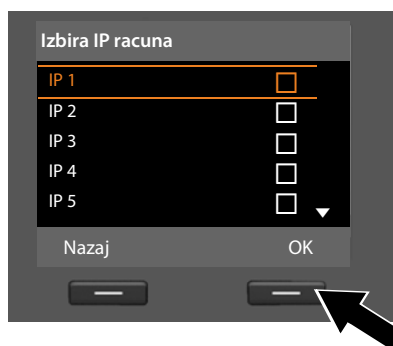 Izbira IP racuna
IP 1
IP 2
IP 3
IP 4
IP 5
Nazaj OK